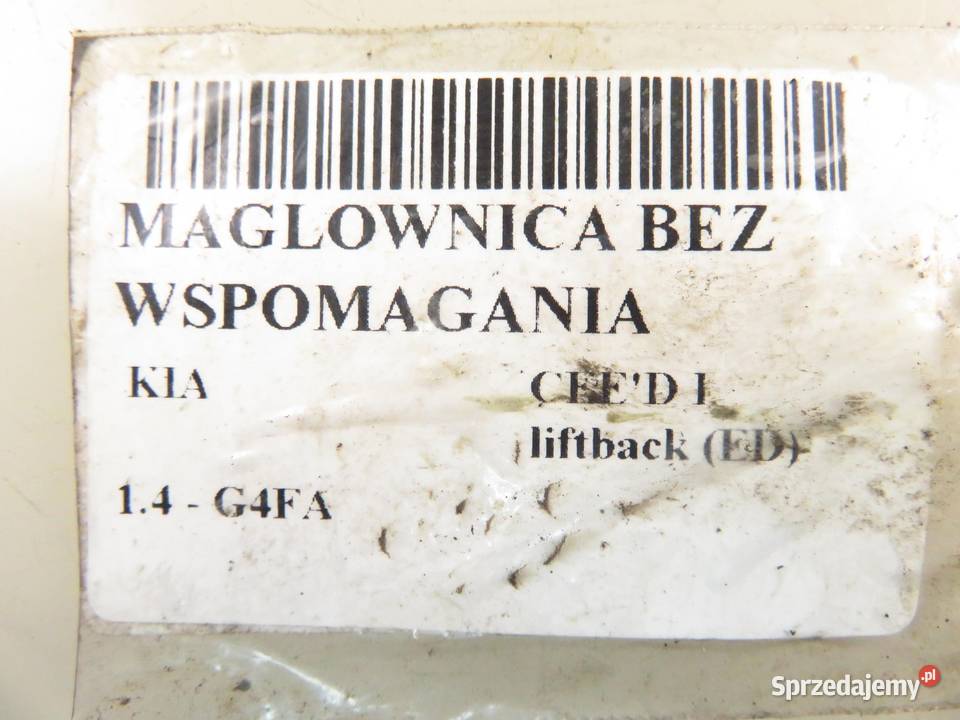 MAGLOWNICA BEZ
WSPOMAGANIA
KIA CEE'D I
liftback (ED)
1.4 - G4FA
Sprzedajemy.pl